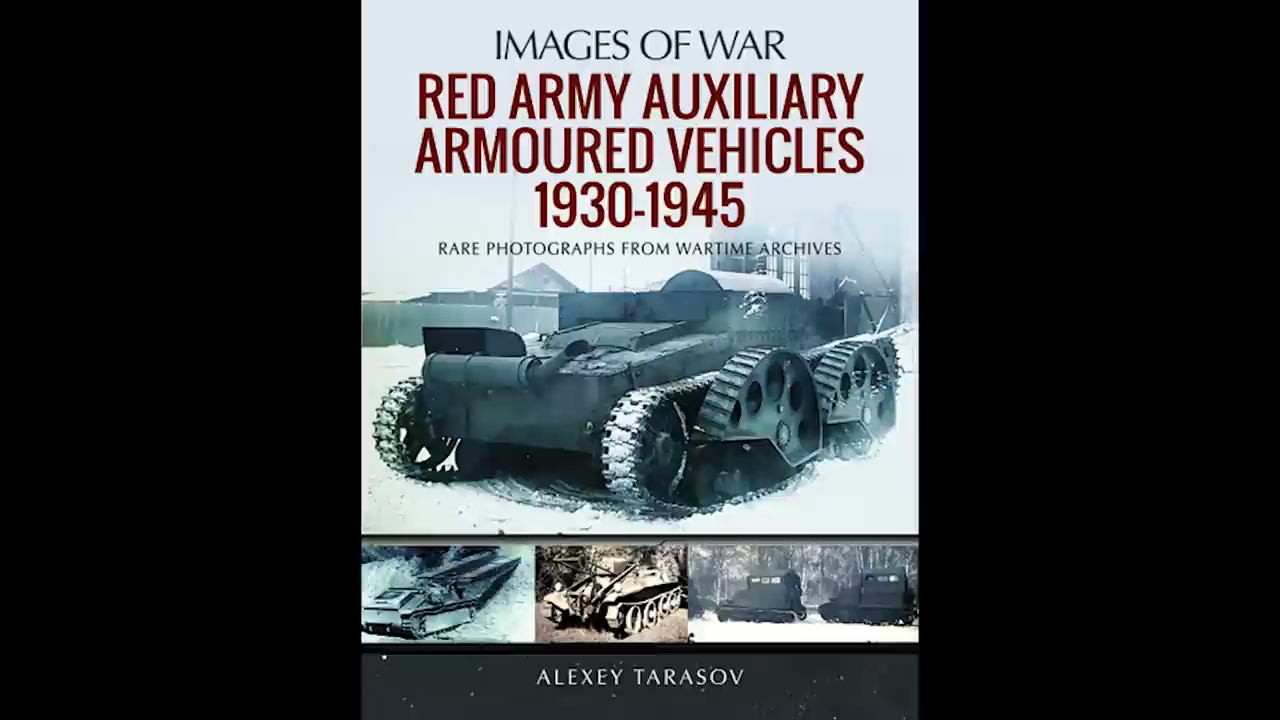 IMAGES OF WAR
RED ARMY AUXILIARY
ARMOURED VEHICLES
1930-1945
RARE PHOTOGRAPHS FROM WARTIME ARCHIVES
ALEXEY TARASOV